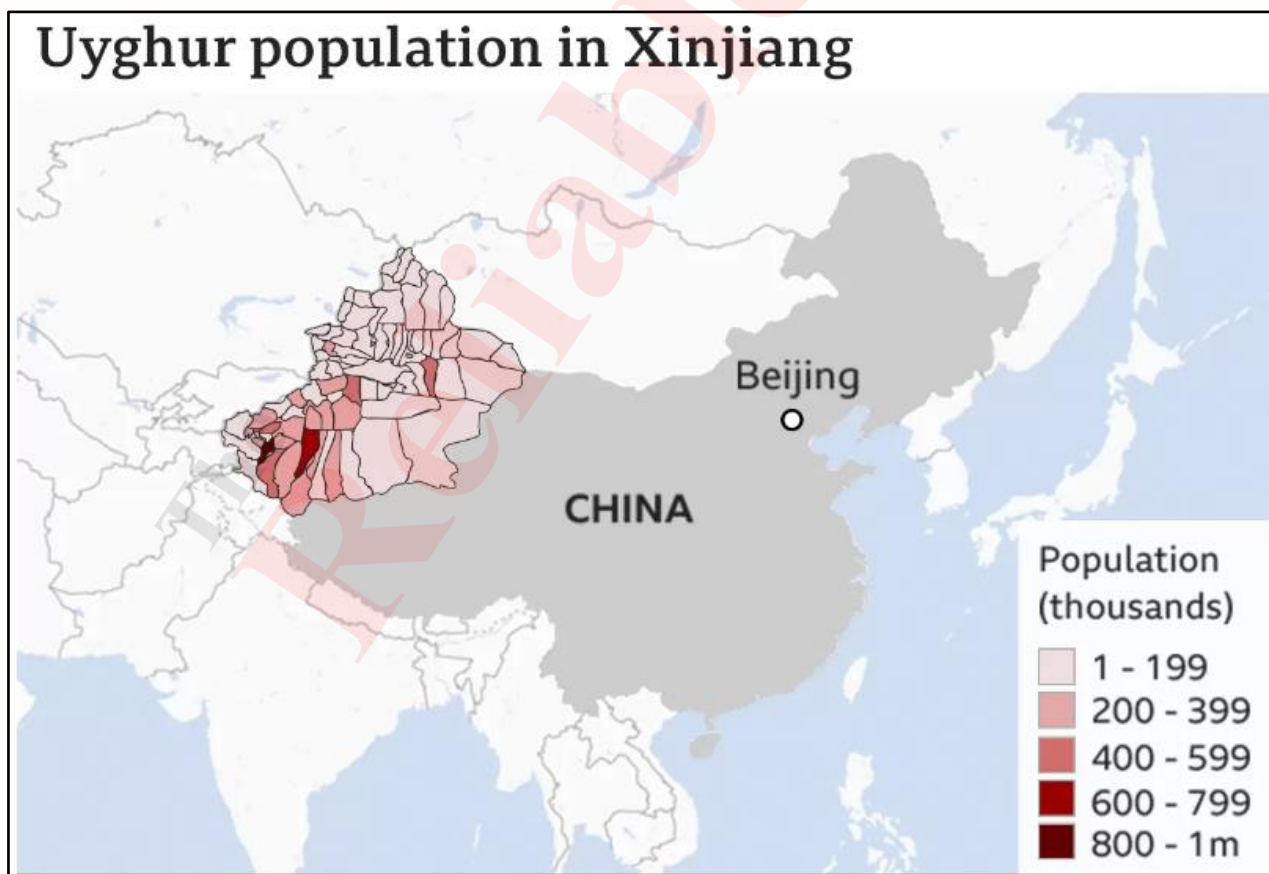 Uyghur population in Xinjiang
Beijing
CHINA
Population
(thousands)
1 - 199
200 - 399
400 - 599
600 - 799
800 - 1m